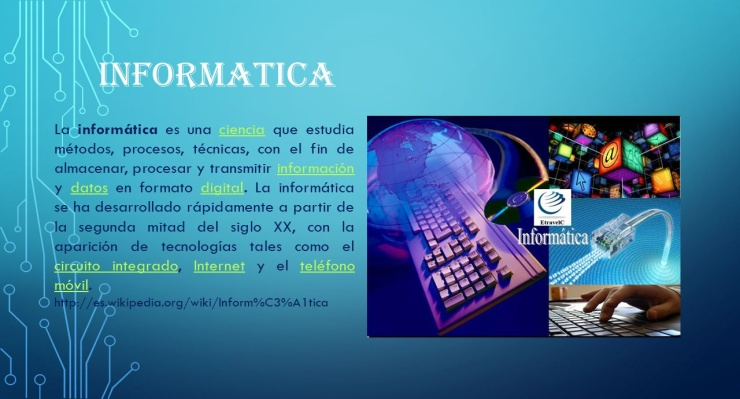 INFORMATICA
La informática es una ciencia que estudia
métodos, procesos, técnicas, con el fin de
almacenar, procesar y transmitir información
y datos en formato digital. La informática
se ha desarrollado rápidamente a partir de
la segunda mitad del siglo XX, con la
aparición de tecnologías tales como el
circuito integrado, Internet y el teléfono
móvil.
http://es.wikipedia.org/wiki/Inform%C3%A1tica
@
EtravelC
Informática